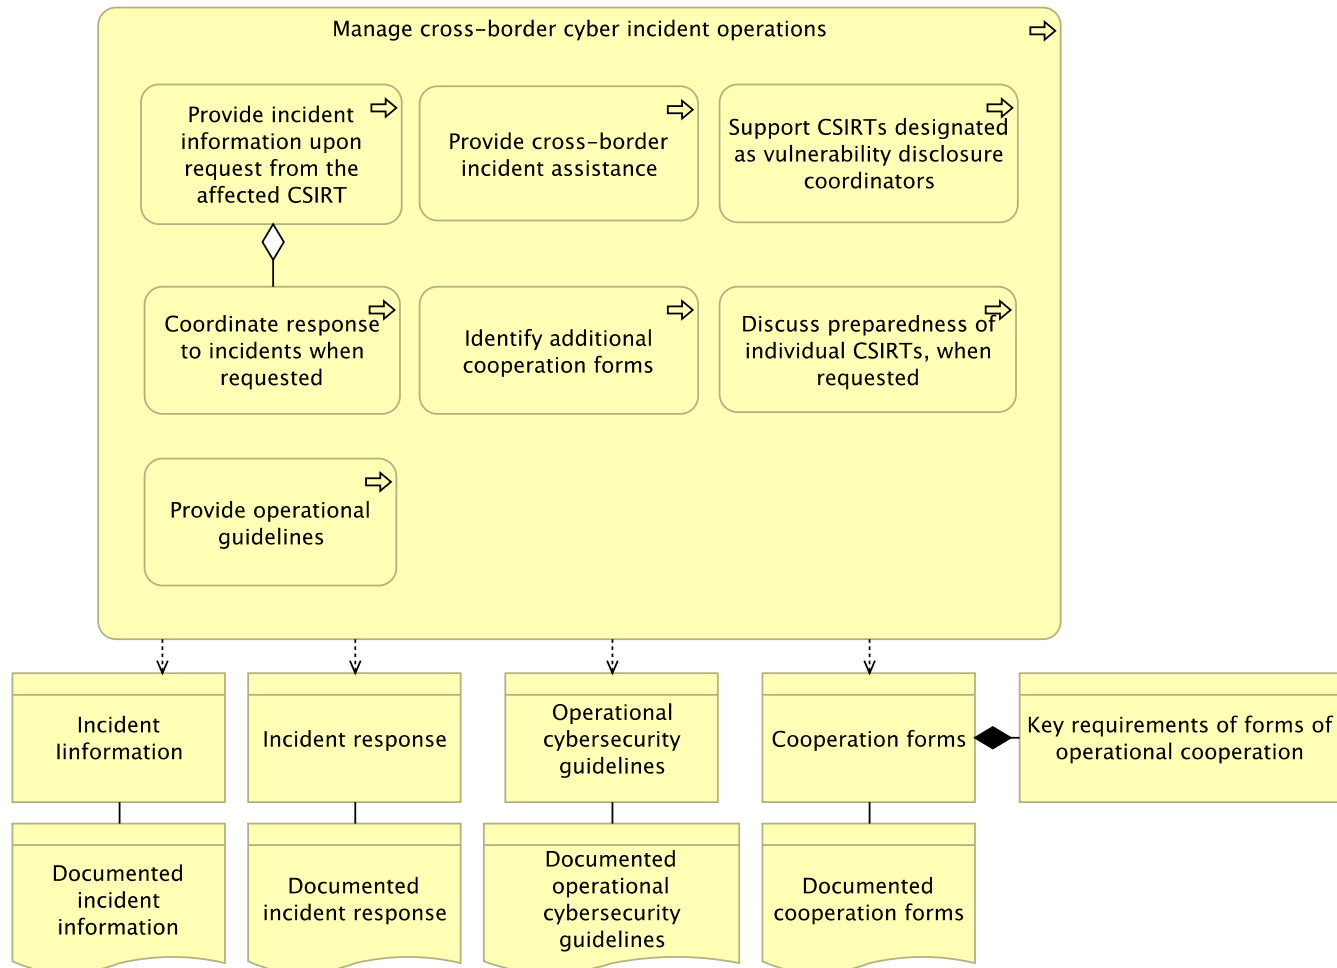 Manage cross-border cyber incident operations
Provide incident
information upon
request from the
affected CSIRT
Provide cross-border
incident assistance
Support CSIRTs designated
as vulnerability disclosure
coordinators
Coordinate response
to incidents when
requested
Identify additional
cooperation forms
Discuss preparedness of
individual CSIRTs, when
requested
Provide operational
guidelines
Incident
Iinformation
Incident response
Operational
cybersecurity
guidelines
Cooperation forms
Key requirements of forms of
operational cooperation
Documented
incident
information
Documented
incident response
Documented
operational
cybersecurity
guidelines
Documented
cooperation forms